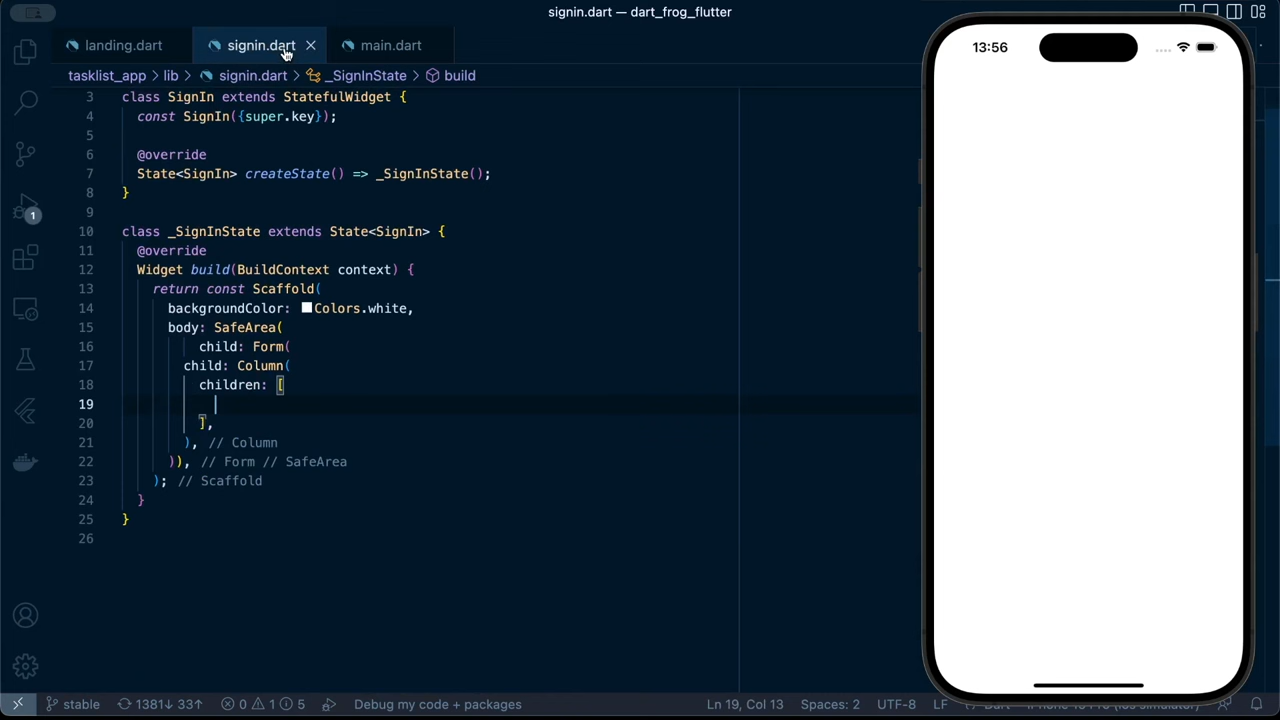 signin.dart — dart_frog_flutter
landing.dart
signin.dart
main.dart
tasklist_app > lib > signin.dart > _SignInState > build
3 class SignIn extends StatefulWidget {
4 const SignIn({super.key});
5
6 @override
7 State<SignIn> createState() => _SignInState();
8 }
9
10 class _SignInState extends State<SignIn> {
11 @override
12 Widget build(BuildContext context) {
13 return const Scaffold(
14 backgroundColor: Colors.white,
15 body: SafeArea(
16 child: Form(
17 child: Column(
18 children: [
19
20 ],
21 ), // Column
22 )), // Form // SafeArea
23 ); // Scaffold
24 }
25 }
26
1
stable 1381↓ 33↑ 0 1 5 Debug my code + packages Ln 19, Col 13 Spaces: 2 UTF-8 LF
13:56